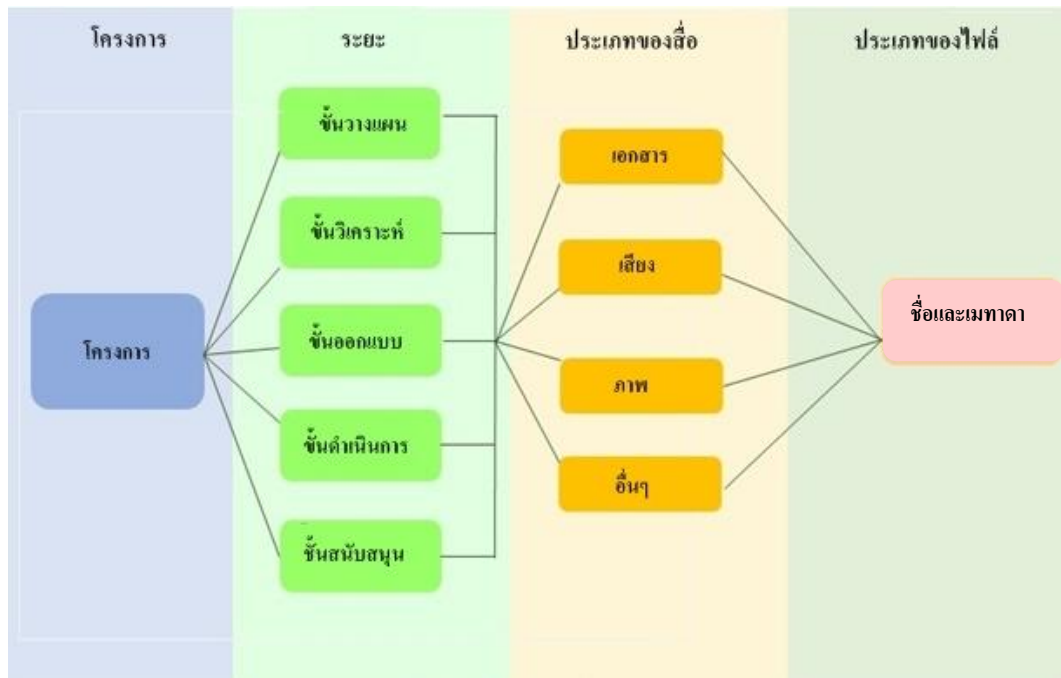 โครงการ
ระยะ
ประเภทของสื่อ
ประเภทของไฟล์
โครงการ
ขั้นวางแผน
ขั้นวิเคราะห์
ขั้นออกแบบ
ขั้นดำเนินการ
ขั้นสนับสนุน
เอกสาร
เสียง
ภาพ
อื่นๆ
ชื่อและเมทาดา